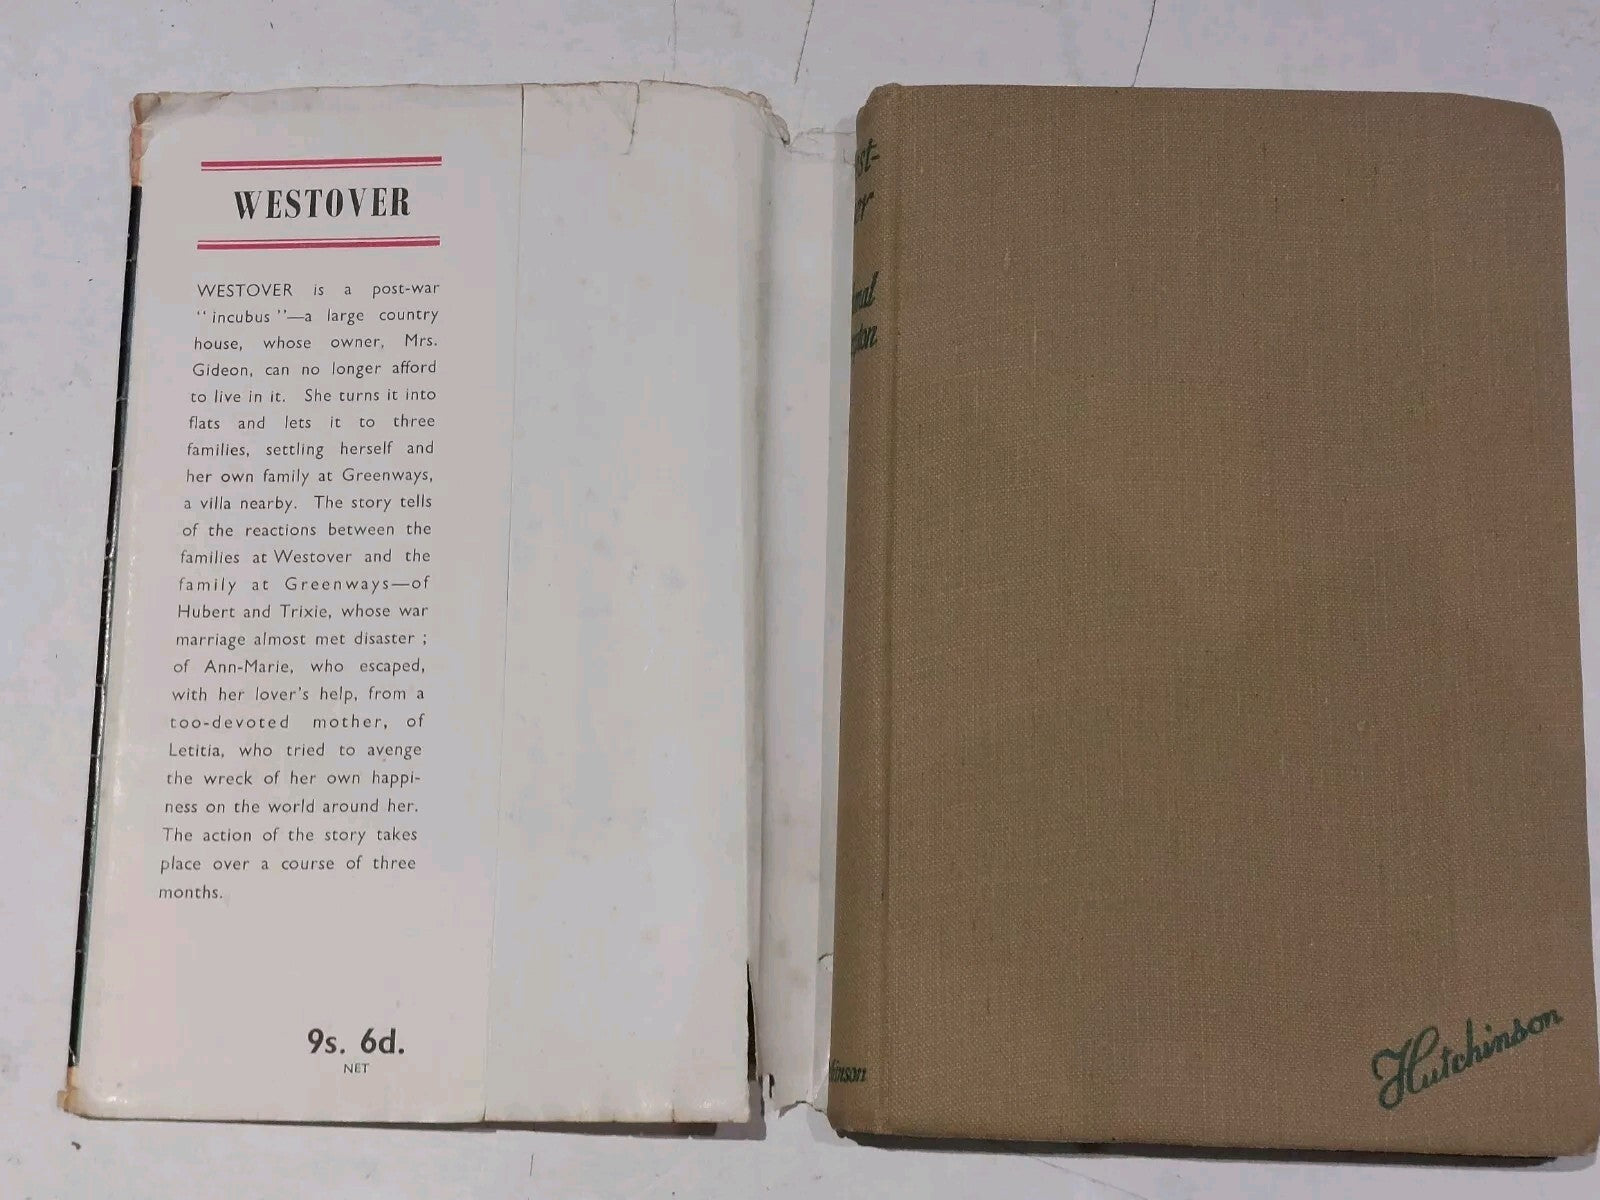 WESTOVER
WESTOVER is a post-war
“ incubus ”—a large country
house, whose owner, Mrs.
Gideon, can no longer afford
to live in it. She turns it into
flats and lets it to three
families, settling herself and
her own family at Greenways,
a villa nearby. The story tells
of the reactions between the
families at Westover and the
family at Greenways—of
Hubert and Trixie, whose war
marriage almost met disaster ;
of Ann-Marie, who escaped,
with her lover's help, from a
too-devoted mother, of
Letitia, who tried to avenge
the wreck of her own happi-
ness on the world around her.
The action of the story takes
place over a course of three
months.
9s. 6d.
NET
Hutchinson